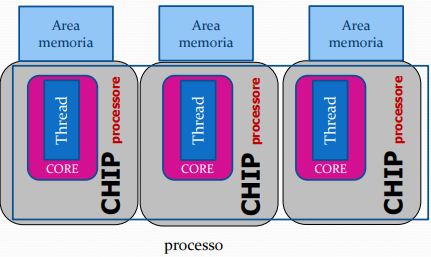 Area
memoria
Area
memoria
Area
memoria
Thread
CORE
CHIP
processore
Thread
CORE
CHIP
processore
Thread
CORE
CHIP
processore
processo